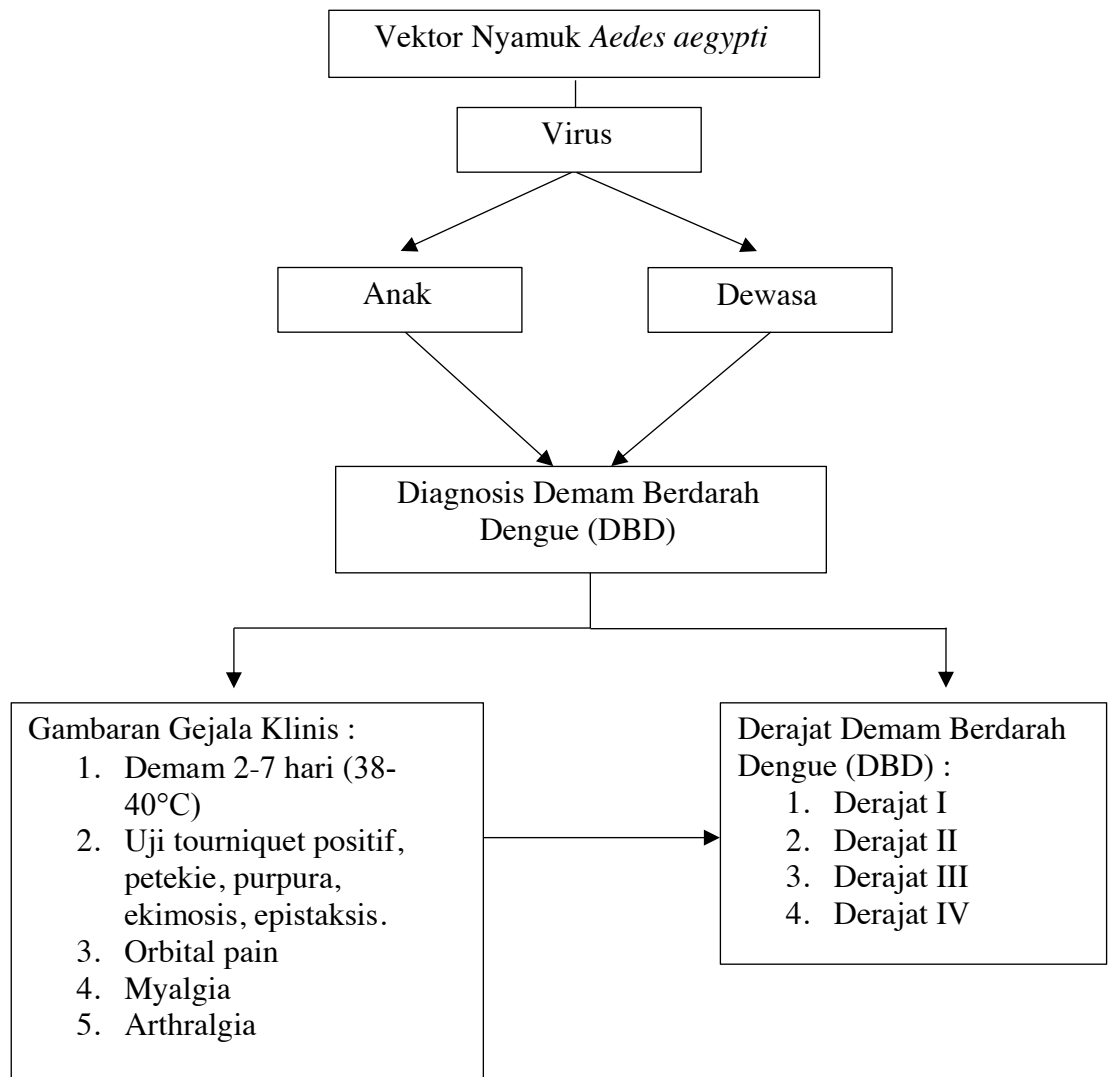 Vektor Nyamuk Aedes aegypti
Virus
Anak
Dewasa
Diagnosis Demam Berdarah
Dengue (DBD)
Gambaran Gejala Klinis :
1. Demam 2-7 hari (38-
40°C)
2. Uji tourniquet positif,
petekie, purpura,
ekimosis, epistaksis.
3. Orbital pain
4. Myalgia
5. Arthralgia
Derajat Demam Berdarah
Dengue (DBD) :
1. Derajat I
2. Derajat II
3. Derajat III
4. Derajat IV